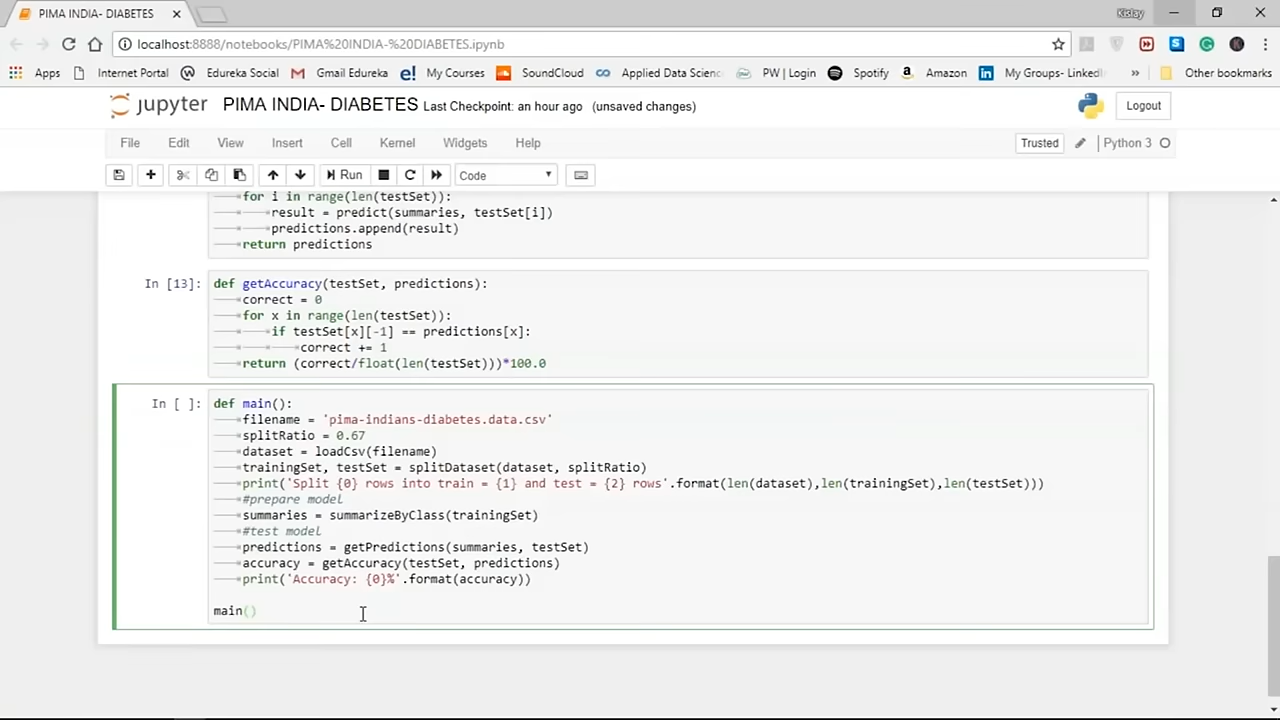 PIMA INDIA- DIABETES
Kislay
localhost:8888/notebooks/PIMA%20INDIA-%20DIABETES.ipynb
Apps Internet Portal Edureka Social Gmail Edureka My Courses SoundCloud Applied Data Scienc PW | Login Spotify Amazon My Groups- LinkedI » Other bookmarks
jupyter PIMA INDIA- DIABETES Last Checkpoint: an hour ago (unsaved changes) Logout
File Edit View Insert Cell Kernel Widgets Help Trusted Python 3
Run Code
for i in range(len(testSet)):
result = predict(summaries, testSet[i])
predictions.append(result)
return predictions
In [13]: def getAccuracy(testSet, predictions):
correct = 0
for x in range(len(testSet)):
if testSet[x][-1] == predictions[x]:
correct += 1
return (correct/float(len(testSet)))*100.0
In [ ]: def main():
filename = 'pima-indians-diabetes.data.csv'
splitRatio = 0.67
dataset = loadCsv(filename)
trainingSet, testSet = splitDataset(dataset, splitRatio)
print('Split {0} rows into train = {1} and test = {2} rows'.format(len(dataset),len(trainingSet),len(testSet)))
#prepare model
summaries = summarizeByClass(trainingSet)
#test model
predictions = getPredictions(summaries, testSet)
accuracy = getAccuracy(testSet, predictions)
print('Accuracy: {0}%'.format(accuracy))
main()